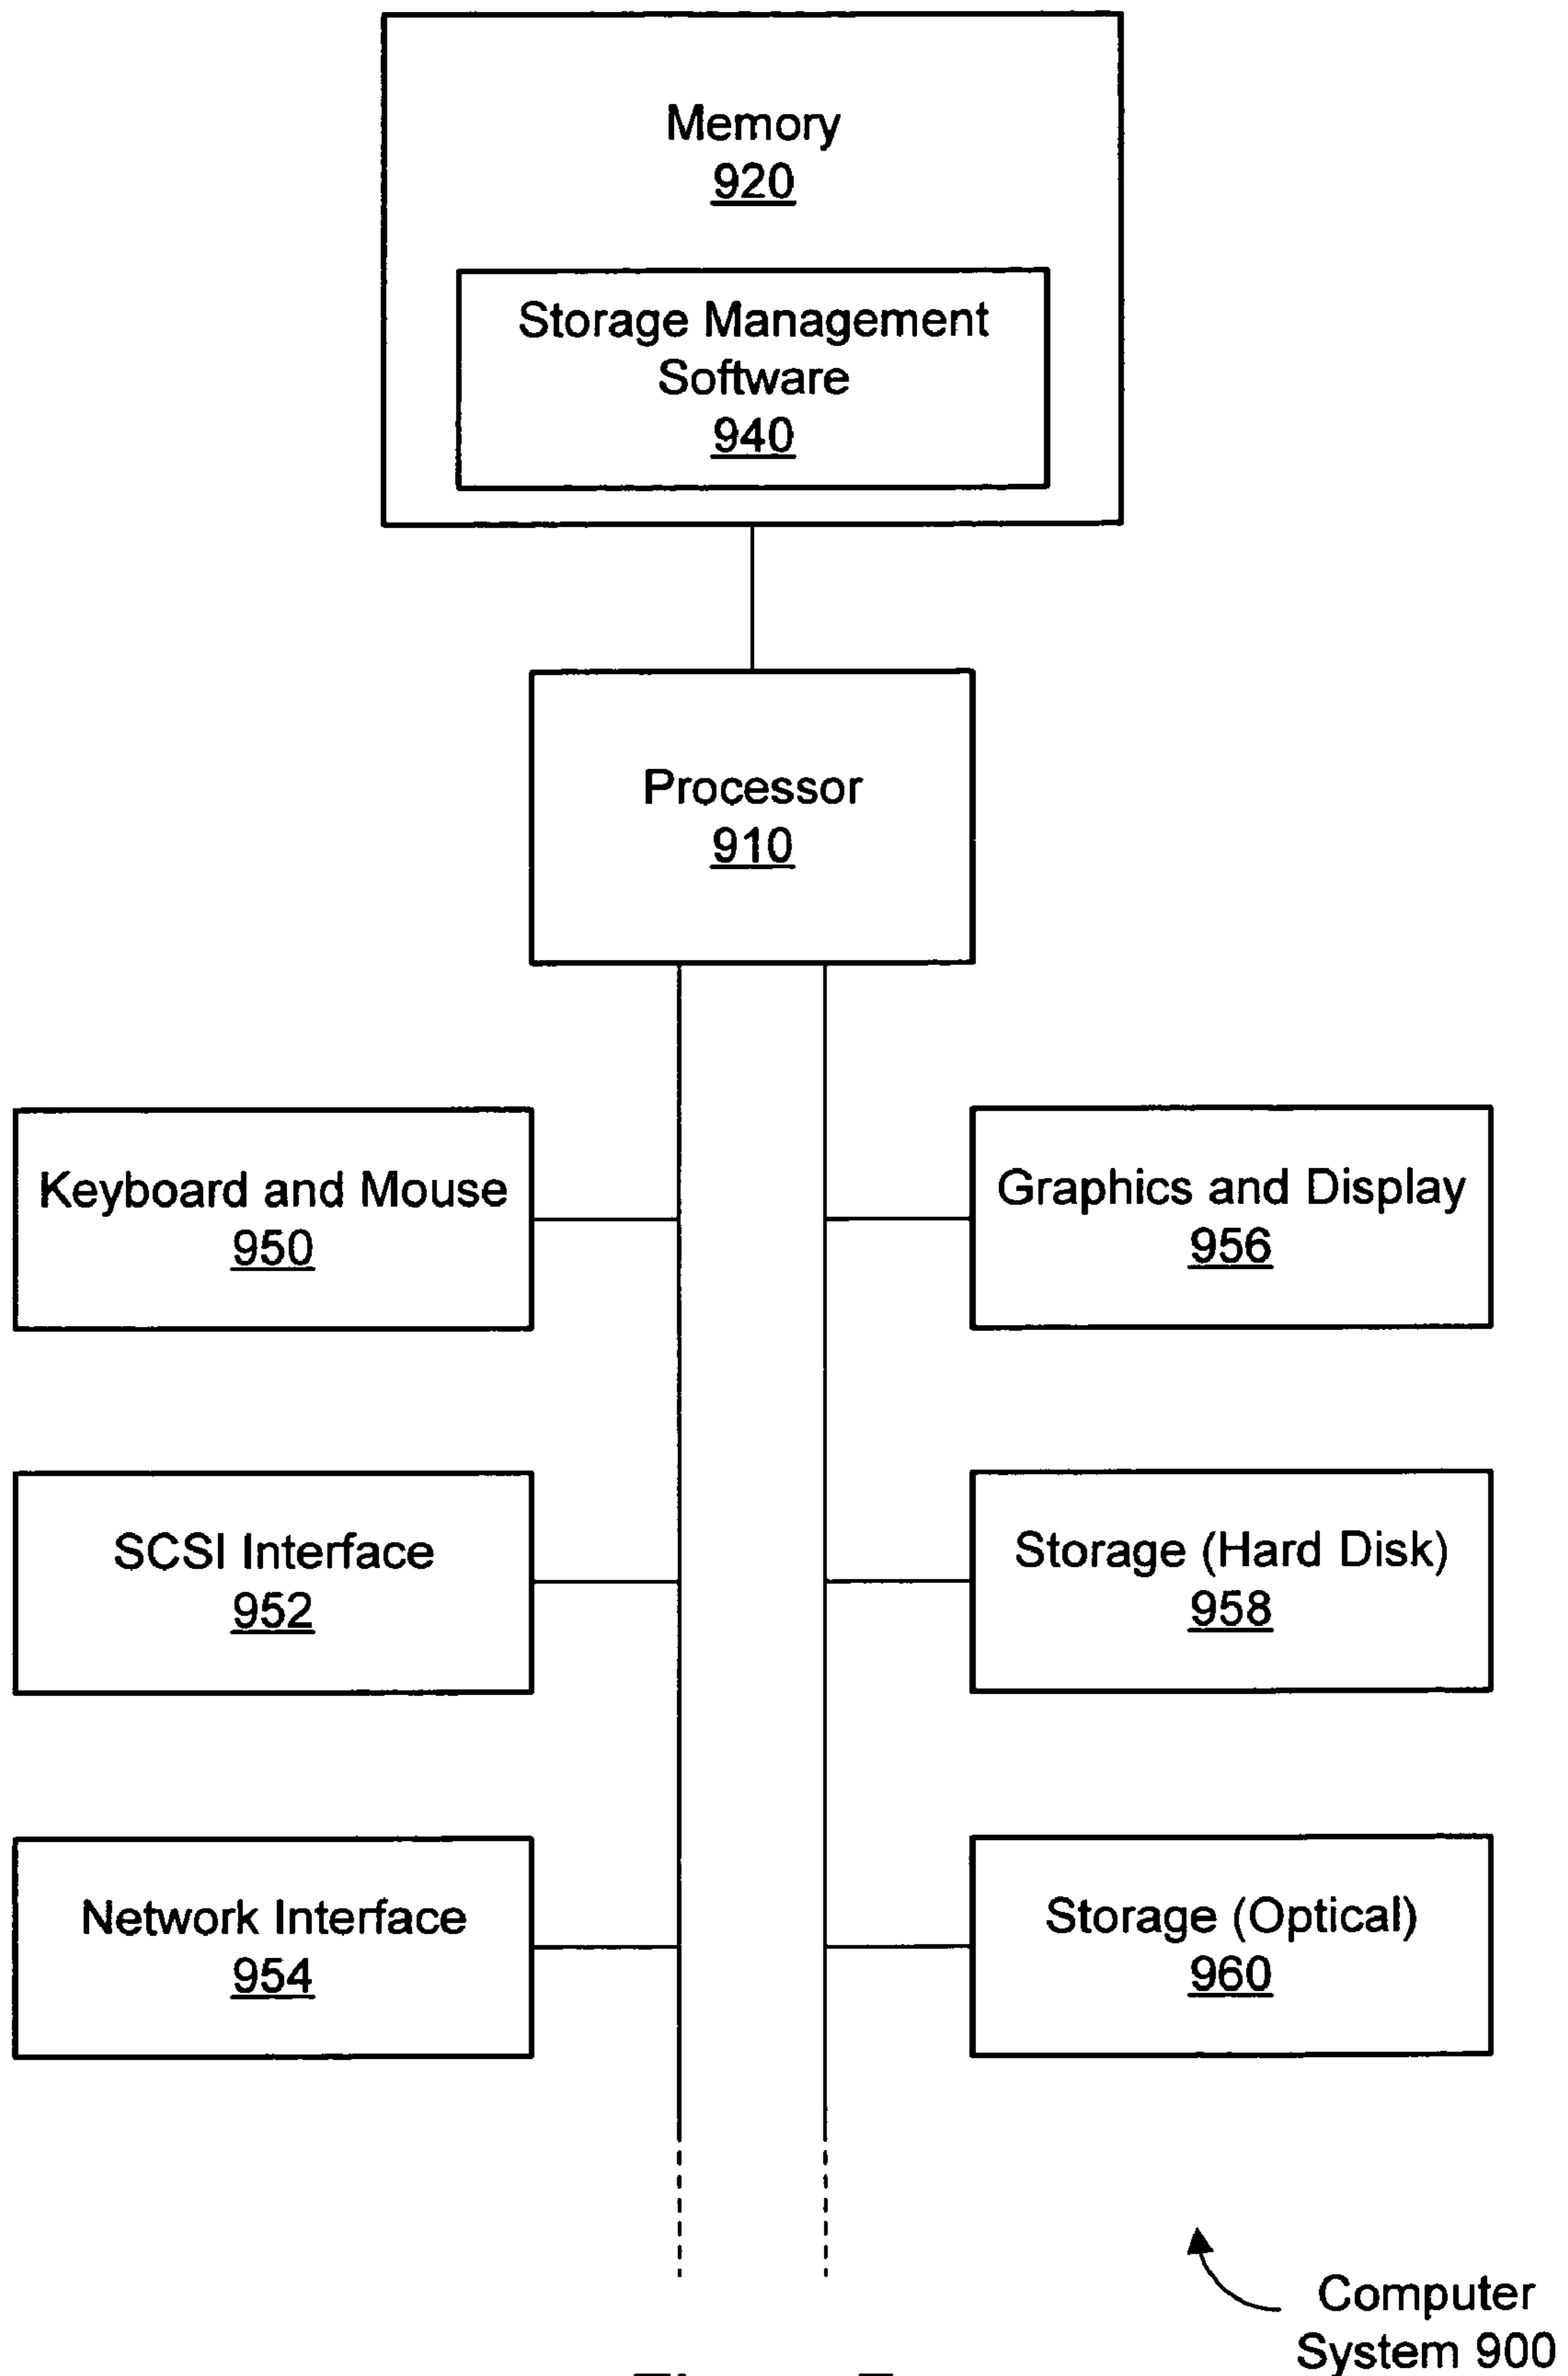 Memory
920
Storage Management
Software
940
Processor
910
Keyboard and Mouse
950
Graphics and Display
956
SCSI Interface
952
Storage (Hard Disk)
958
Network Interface
954
Storage (Optical)
960
Computer
System 900